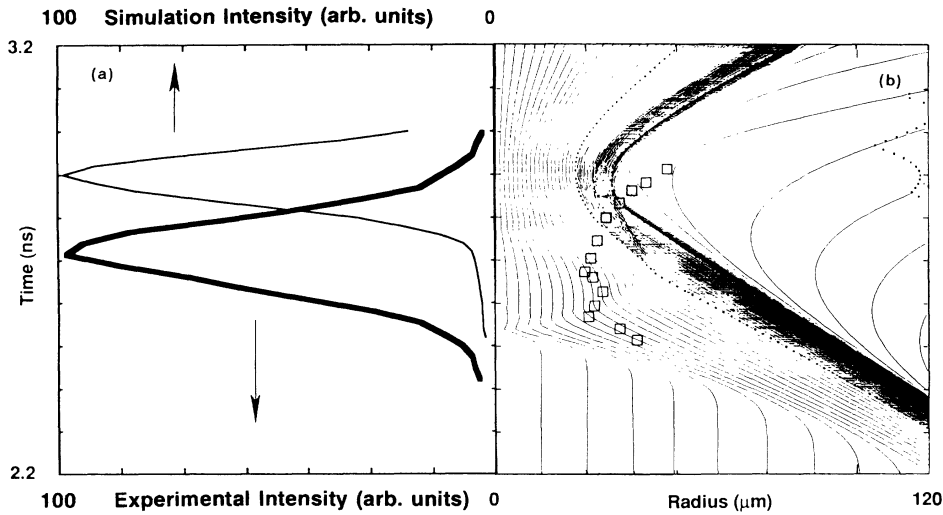 100 Simulation Intensity (arb. units) 0
3.2
(a)
(b)
Time (ns)
2.2
100 Experimental Intensity (arb. units) 0 Radius (μm) 120